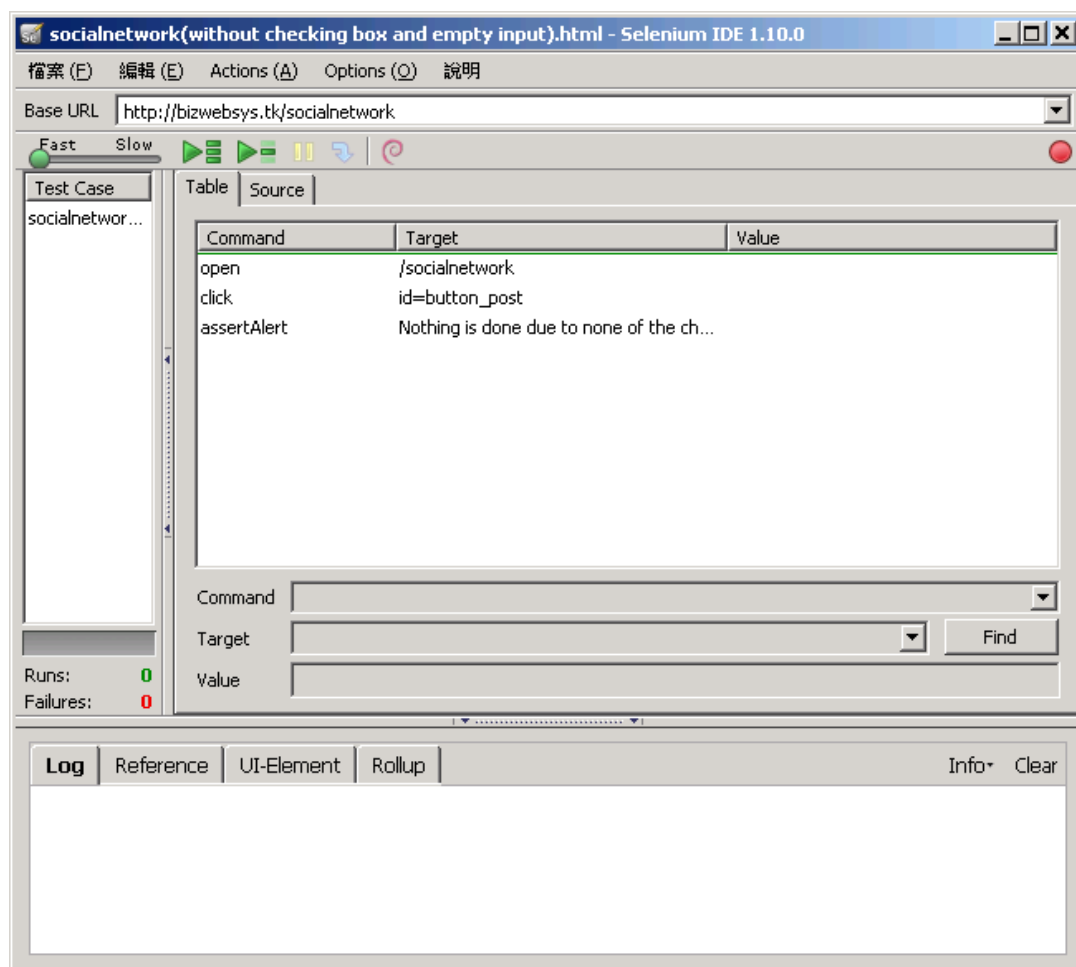 socialnetwork(without checking box and empty input).html - Selenium IDE 1.10.0
檔案 (F) 編輯 (E) Actions (A) Options (O) 說明
Base URL http://bizwebsys.tk/socialnetwork
Fast Slow
Test Case
socialnetwor...
Table Source
Command Target Value
open /socialnetwork
click id=button_post
assertAlert Nothing is done due to none of the ch...
Command
Target Find
Value
Runs: 0
Failures: 0
Log Reference UI-Element Rollup Info Clear